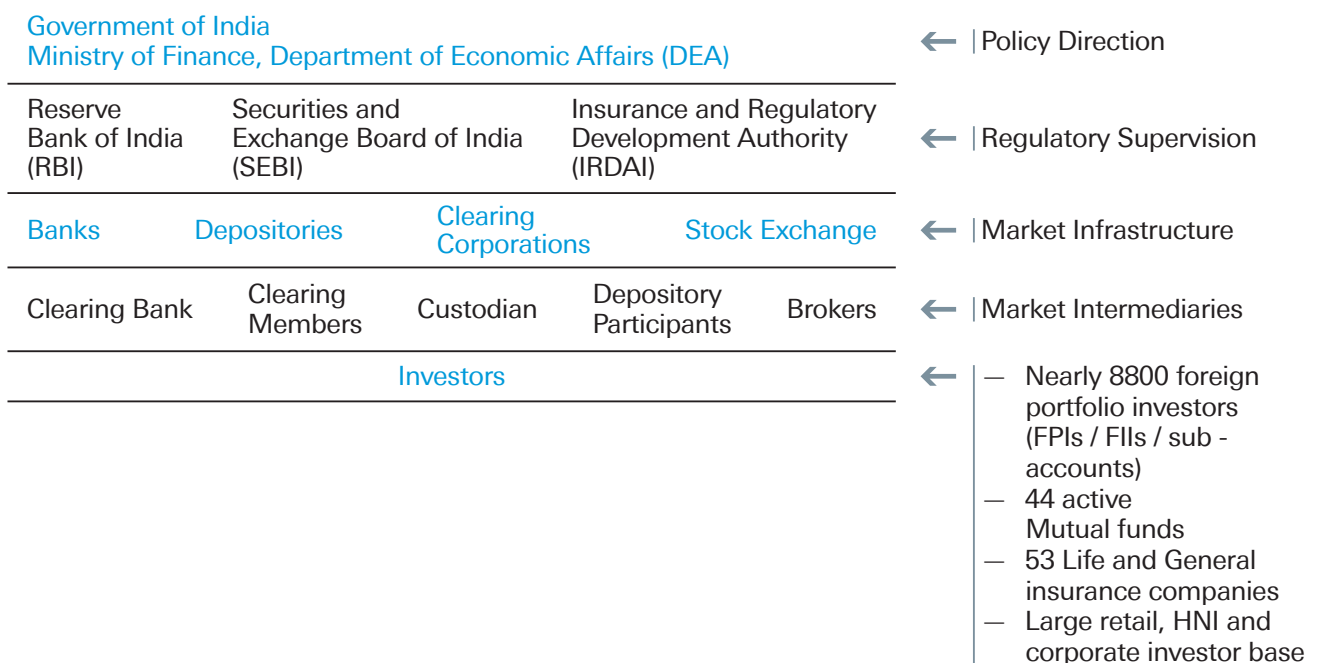 Government of India
Ministry of Finance, Department of Economic Affairs (DEA)
Policy Direction
Reserve
Bank of India
(RBI)
Securities and
Exchange Board of India
(SEBI)
Insurance and Regulatory
Development Authority
(IRDAI)
Regulatory Supervision
Banks
Depositories
Clearing
Corporations
Stock Exchange
Market Infrastructure
Clearing Bank
Clearing
Members
Custodian
Depository
Participants
Brokers
Market Intermediaries
Investors
— Nearly 8800 foreign
portfolio investors
(FPIs / FIIs / sub -
accounts)
— 44 active
Mutual funds
— 53 Life and General
insurance companies
— Large retail, HNI and
corporate investor base